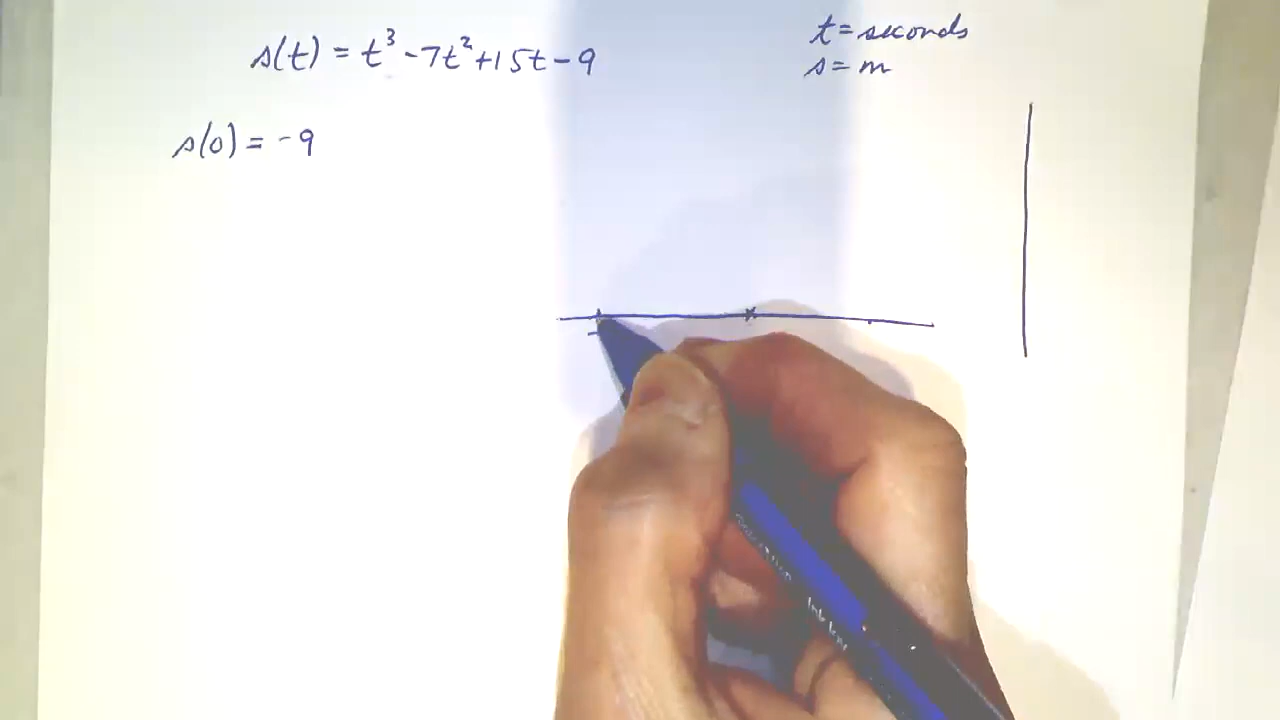 s(t) = t³ - 7t² + 15t - 9
t = seconds
s = m
s(0) = -9